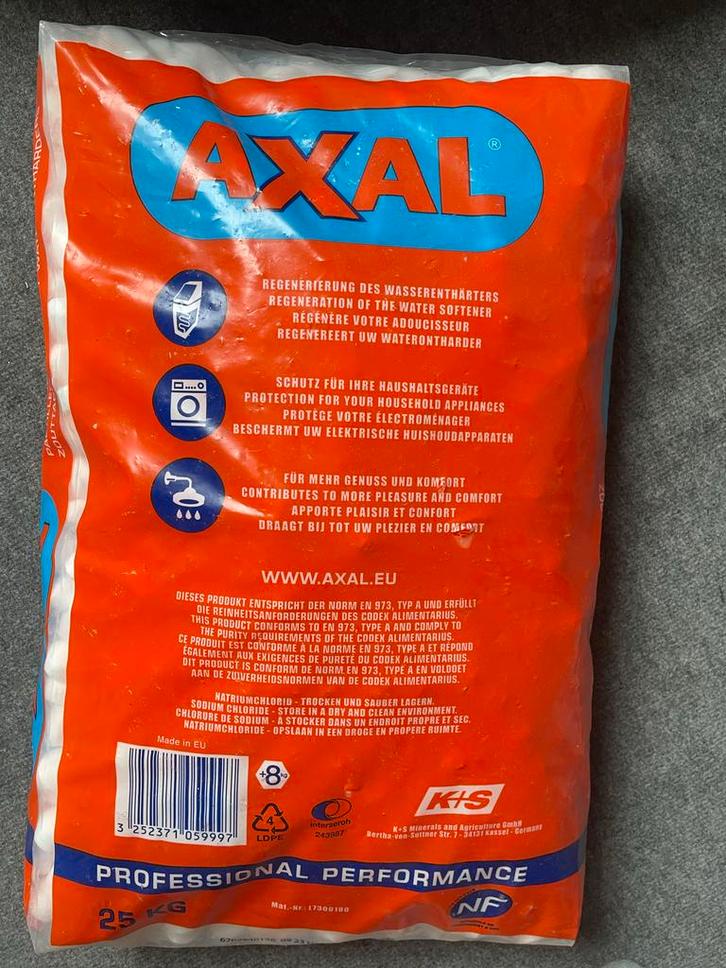 AXAL®
REGENERIERUNG DES WASSERENTHÄRTERS
REGENERATION OF THE WATER SOFTENER
RÉGÉNÈRE VOTRE ADOUCISSEUR
REGENEREERT UW WATERONTHARDER
SCHUTZ FÜR IHRE HAUSHALTSGERÄTE
PROTECTION FOR YOUR HOUSEHOLD APPLIANCES
PROTÈGE VOTRE ÉLECTROMÉNAGER
BESCHERMT UW ELEKTRISCHE HUISHOUDAPPARATEN
FÜR MEHR GENUSS UND KOMFORT
CONTRIBUTES TO MORE PLEASURE AND COMFORT
APPORTE PLAISIR ET CONFORT
DRAAGT BIJ TOT UW PLEZIER EN COMFORT
WWW.AXAL.EU
DIESES PRODUKT ENTSPRICHT DER NORM EN 973, TYP A UND ERFÜLLT
DIE REINHEITSANFORDERUNGEN DES CODEX ALIMENTARIUS.
THIS PRODUCT CONFORMS TO EN 973, TYPE A AND COMPLY TO
THE PURITY REQUIREMENTS OF THE CODEX ALIMENTARIUS.
CE PRODUIT EST CONFORME À LA NORME EN 973, TYPE A ET RÉPOND
ÉGALEMENT AUX EXIGENCES DE PURETÉ DU CODEX ALIMENTARIUS.
DIT PRODUCT IS CONFORM DE NORM EN 973, TYPE A EN VOLDOET
AAN DE ZUIVERHEIDSNORMEN VAN DE CODEX ALIMENTARIUS.
NATRIUMCHLORID - TROCKEN UND SAUBER LAGERN.
SODIUM CHLORIDE - STORE IN A DRY AND CLEAN ENVIRONMENT.
CHLORURE DE SODIUM - A STOCKER DANS UN ENDROIT PROPRE ET SEC.
NATRIUMCHLORIDE - OPSLAAN IN EEN DROGE EN PROPERE RUIMTE.
Made in EU
3 252371 059997
+8 kg
4
LDPE
interseroh
243987
K+S
K+S Minerals and Agriculture GmbH
Bertha-von-Suttner Str. 7 - 34131 Kassel - Germany
PROFESSIONAL PERFORMANCE
25 KG
Mat.-Nr.: 17300180
NF